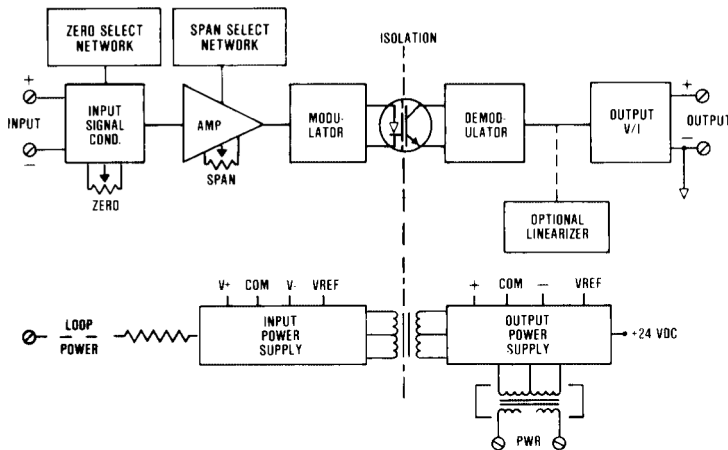 ZERO SELECT
NETWORK
SPAN SELECT
NETWORK
ISOLATION
+
INPUT
−
INPUT
SIGNAL
COND.
ZERO
AMP
SPAN
MODU-
LATOR
DEMOD-
ULATOR
OUTPUT
V/I
+
OUTPUT
−
OPTIONAL
LINEARIZER
V+ COM V- VREF
LOOP
POWER
INPUT
POWER
SUPPLY
+ COM − VREF
OUTPUT
POWER
SUPPLY
+24 VDC
PWR